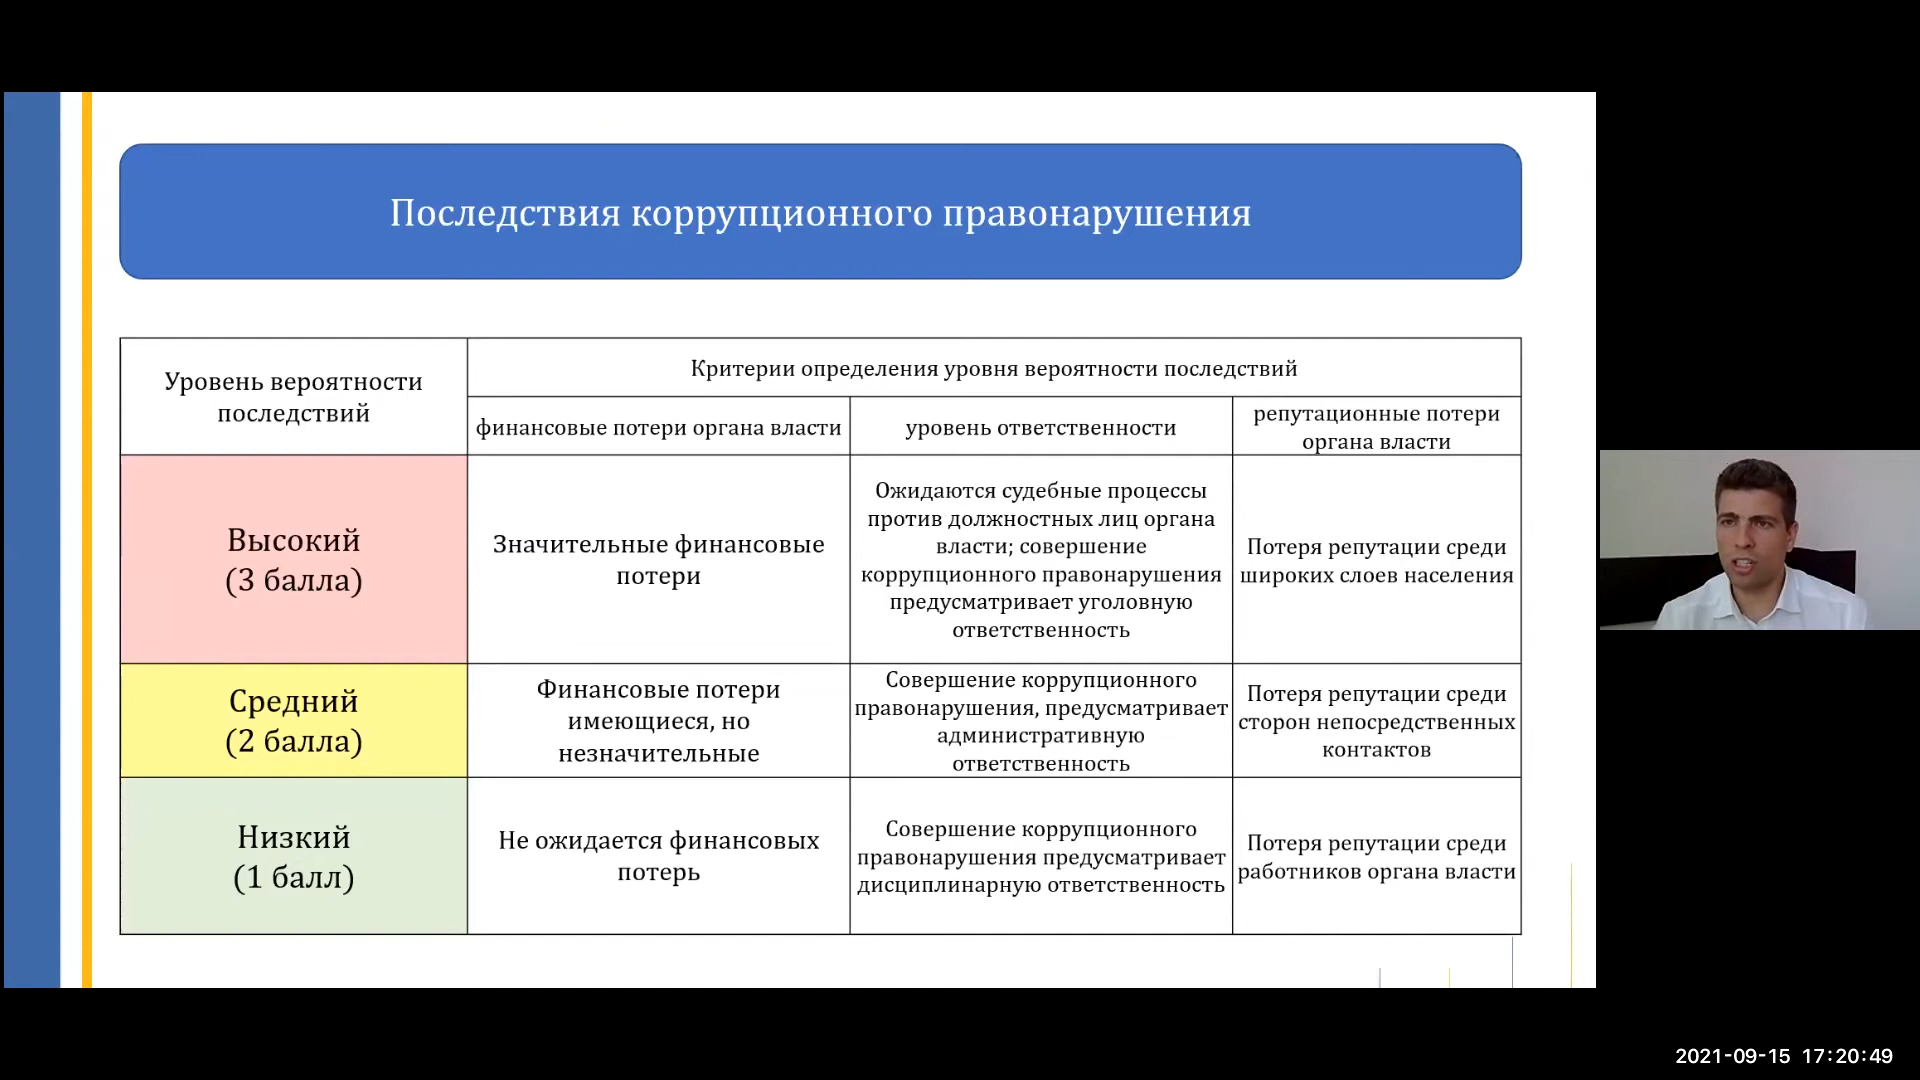 Последствия коррупционного правонарушения
Уровень вероятности
последствий
Критерии определения уровня вероятности последствий
финансовые потери органа власти
уровень ответственности
репутационные потери
органа власти
Высокий
(3 балла)
Значительные финансовые
потери
Ожидаются судебные процессы
против должностных лиц органа
власти; совершение
коррупционного правонарушения
предусматривает уголовную
ответственность
Потеря репутации среди
широких слоев населения
Средний
(2 балла)
Финансовые потери
имеющиеся, но
незначительные
Совершение коррупционного
правонарушения, предусматривает
административную
ответственность
Потеря репутации среди
сторон непосредственных
контактов
Низкий
(1 балл)
Не ожидается финансовых
потерь
Совершение коррупционного
правонарушения предусматривает
дисциплинарную ответственность
Потеря репутации среди
работников органа власти
2021-09-15 17:20:49